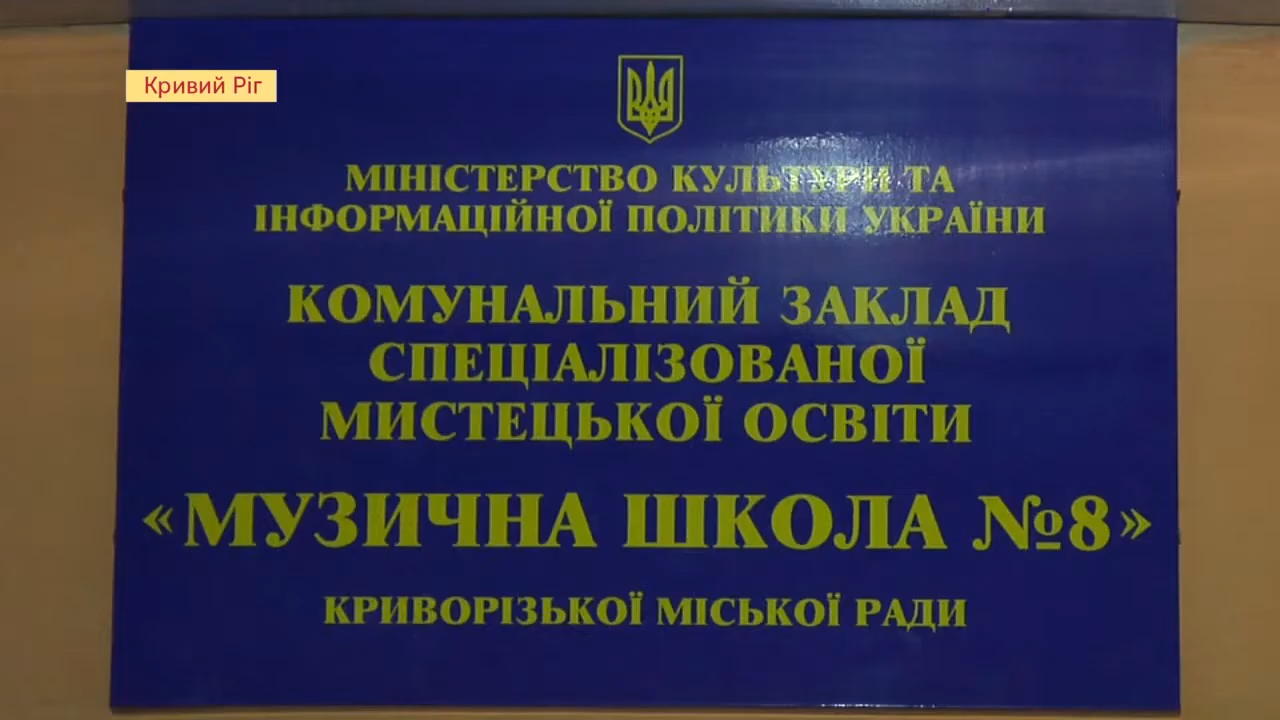 Кривий Ріг
МІНІСТЕРСТВО КУЛЬТУРИ ТА
ІНФОРМАЦІЙНОЇ ПОЛІТИКИ УКРАЇНИ
КОМУНАЛЬНИЙ ЗАКЛАД
СПЕЦІАЛІЗОВАНОЇ
МИСТЕЦЬКОЇ ОСВІТИ
«МУЗИЧНА ШКОЛА №8»
КРИВОРІЗЬКОЇ МІСЬКОЇ РАДИ